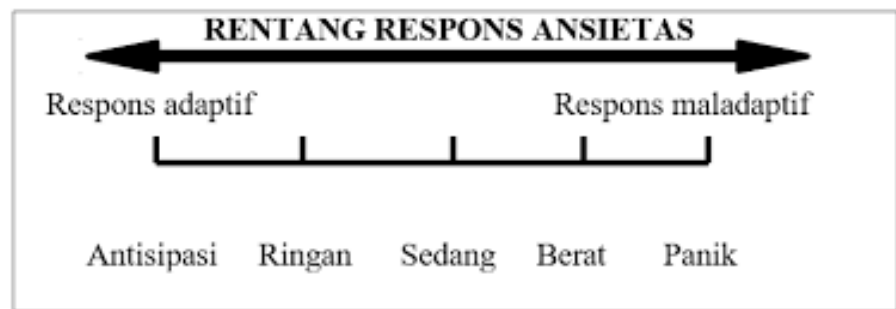 RENTANG RESPONS ANSIETAS
Respons adaptif Respons maladaptif
Antisipasi Ringan Sedang Berat Panik